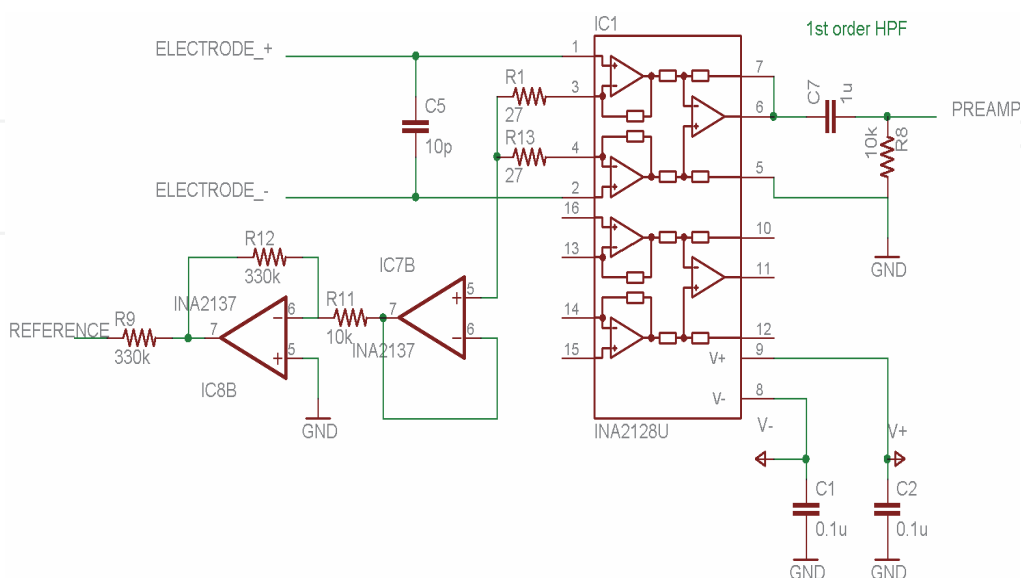 IC1
1st order HPF
ELECTRODE_+
1
7
R1
3
27
C7
1u
6
PREAMP
C5
10p
R13
4
27
10k
R8
5
ELECTRODE_-
2
16
GND
R12
330k
IC7B
13
10
11
INA2137
R11
10k
7
+
5
-
6
14
12
REFERENCE
R9
330k
7
-
6
+
5
INA2137
15
V+
9
IC8B
GND
V-
8
INA2128U
V-
V+
C1
0.1u
C2
0.1u
GND
GND